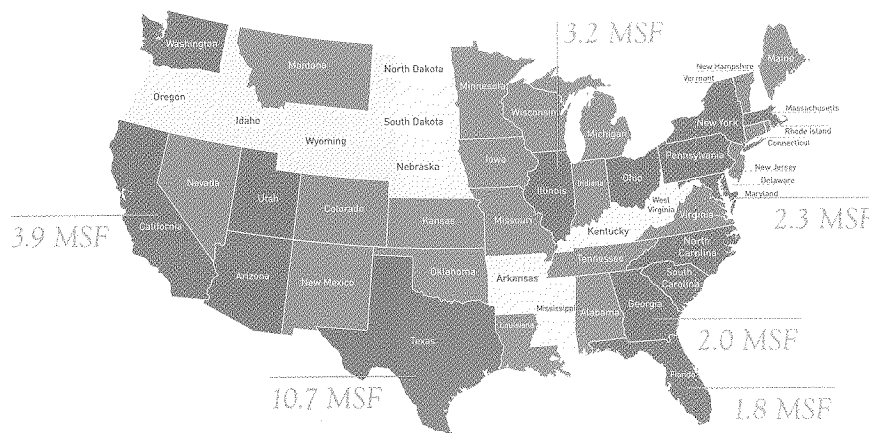 3.2 MSF
Washington
Montana
North Dakota
Minnesota
Maine
New Hampshire
Vermont
Oregon
Idaho
South Dakota
Wisconsin
Michigan
New York
Massachusetts
Rhode Island
Connecticut
Wyoming
Nebraska
Iowa
Pennsylvania
New Jersey
Delaware
Maryland
Nevada
Utah
Colorado
Kansas
Missouri
Illinois
Indiana
Ohio
West
Virginia
Virginia
Kentucky
2.3 MSF
California
3.9 MSF
Arizona
New Mexico
Oklahoma
Arkansas
Tennessee
North
Carolina
South
Carolina
Texas
Louisiana
Mississippi
Alabama
Georgia
2.0 MSF
Florida
10.7 MSF
1.8 MSF